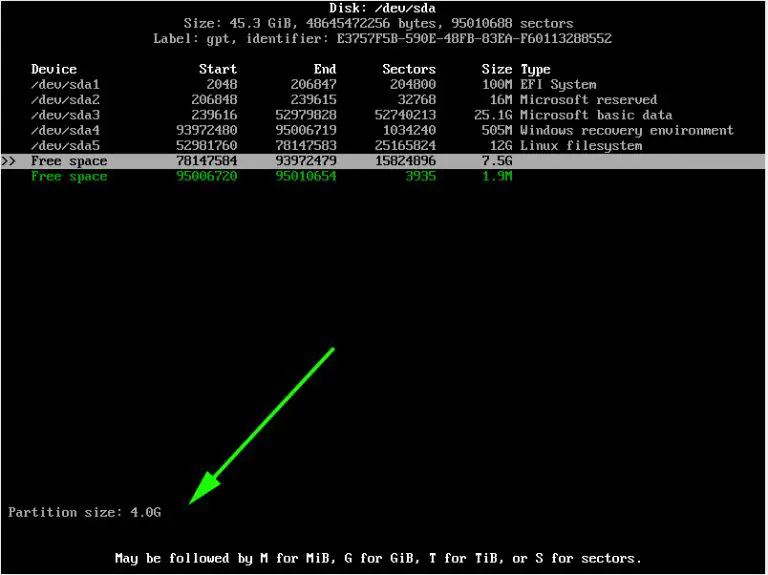 Disk: /dev/sda
Size: 45.3 GiB, 48645472256 bytes, 95010688 sectors
Label: gpt, identifier: E3757F5B-590E-48FB-83EA-F60113288552
Device Start End Sectors Size Type
/dev/sda1 2048 206847 204800 100M EFI System
/dev/sda2 206848 239615 32768 16M Microsoft reserved
/dev/sda3 239616 52979828 52740213 25.1G Microsoft basic data
/dev/sda4 93972480 95006719 1034240 505M Windows recovery environment
/dev/sda5 52981760 78147583 25165824 12G Linux filesystem
>> Free space 78147584 93972479 15824896 7.5G
Free space 95006720 95010654 3935 1.9M
Partition size: 4.0G
May be followed by M for MiB, G for GiB, T for TiB, or S for sectors.